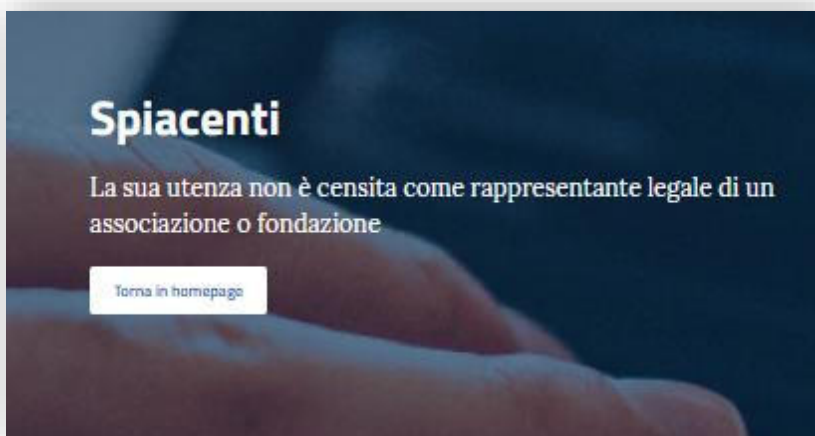 Spiacenti
La sua utenza non è censita come rappresentante legale di un
associazione o fondazione
Torna in homepage